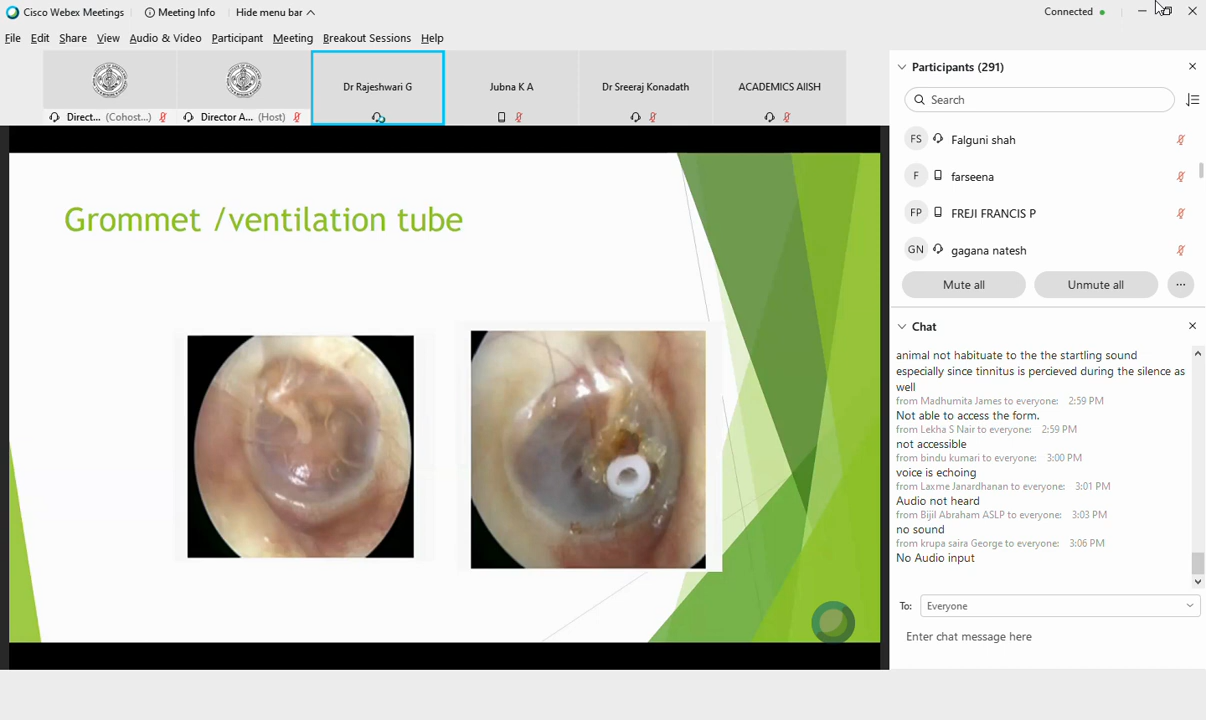 Cisco Webex Meetings
Meeting Info
Hide menu bar
Connected
File Edit Share View Audio & Video Participant Meeting Breakout Sessions Help
Dr Rajeshwari G
Jubna K A
Dr Sreeraj Konadath
ACADEMICS AIISH
Direct... (Cohost...)
Director A... (Host)
Grommet /ventilation tube
Participants (291)
Search
FS Falguni shah
F farseena
FP FREJI FRANCIS P
GN gagana natesh
Mute all
Unmute all
...
Chat
animal not habituate to the the startling sound
especially since tinnitus is percieved during the silence as
well
from Madhumita James to everyone: 2:59 PM
Not able to access the form.
from Lekha S Nair to everyone: 2:59 PM
not accessible
from bindu kumari to everyone: 3:00 PM
voice is echoing
from Laxme Janardhanan to everyone: 3:01 PM
Audio not heard
from Bijil Abraham ASLP to everyone: 3:03 PM
no sound
from krupa saira George to everyone: 3:06 PM
No Audio input
To: Everyone
Enter chat message here